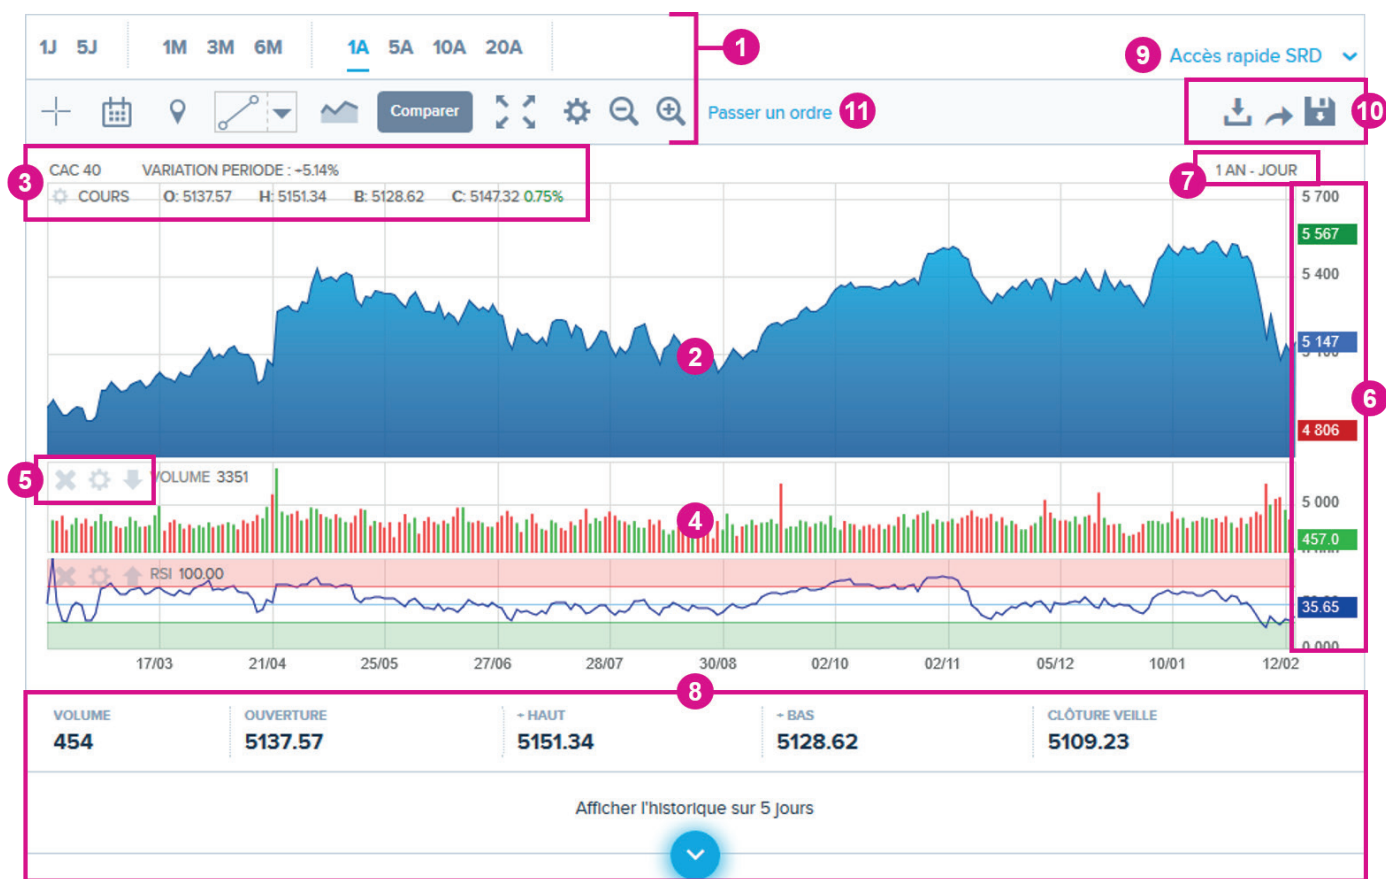 1J 5J 1M 3M 6M 1A 5A 10A 20A
1
9 Accès rapide SRD
Comparer
Passer un ordre 11
10
3
CAC 40 VARIATION PERIODE : +5.14%
7
1 AN - JOUR
COURS O: 5137.57 H: 5151.34 B: 5128.62 C: 5147.32 0.75%
5 700
5 567
5 400
5 147
2
6
4 806
5
VOLUME 3351
5 000
4
457.0
RSI 100.00
35.65
0.000
17/03 21/04 25/05 27/06 28/07 30/08 02/10 02/11 05/12 10/01 12/02
8
VOLUME OUVERTURE + HAUT + BAS CLÔTURE VEILLE
454 5137.57 5151.34 5128.62 5109.23
Afficher l'historique sur 5 jours